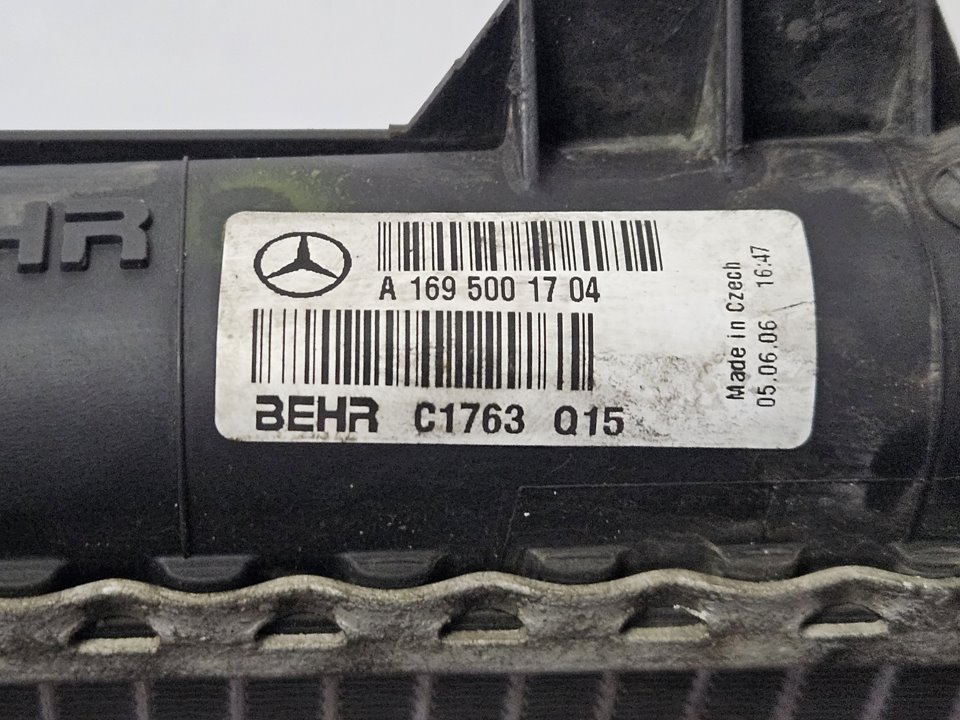 HR
A 169 500 17 04
BEHR C1763 Q15
Made in Czech
05.06.06 16:47